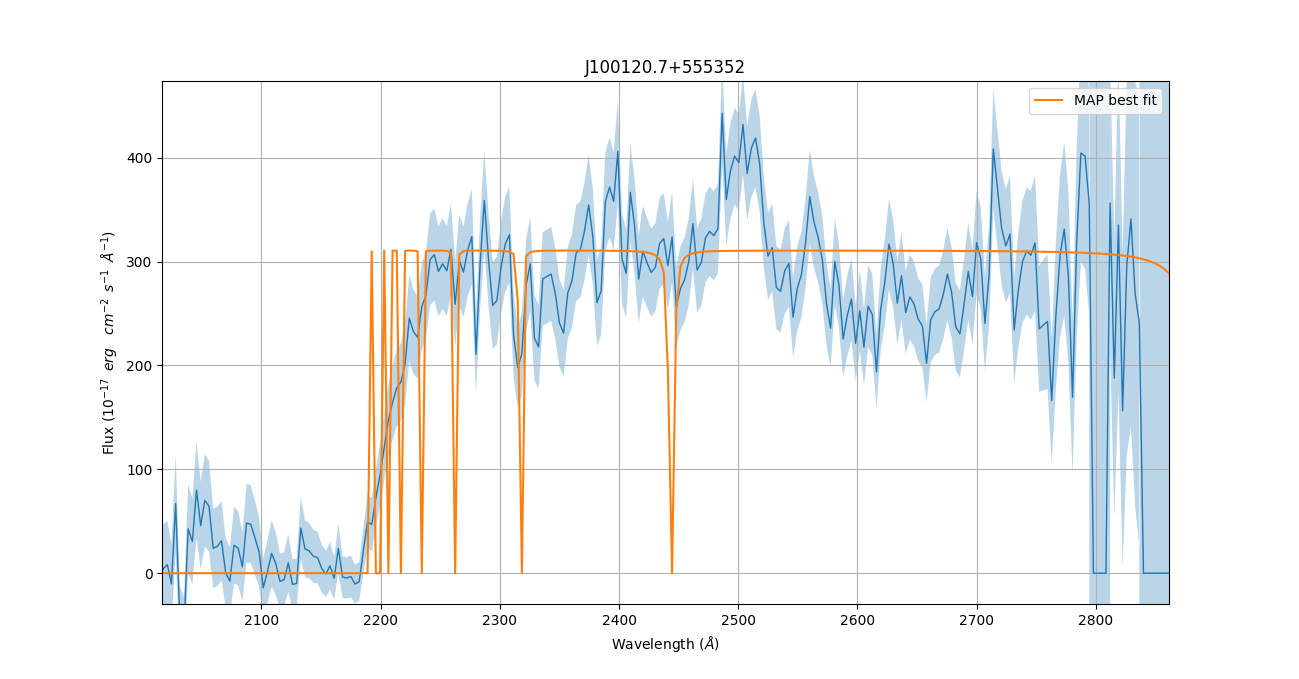 J100120.7+555352
MAP best fit
Flux (10⁻¹⁷ erg cm⁻² s⁻¹ Å⁻¹)
400
300
200
100
0
2100 2200 2300 2400 2500 2600 2700 2800
Wavelength (Å)